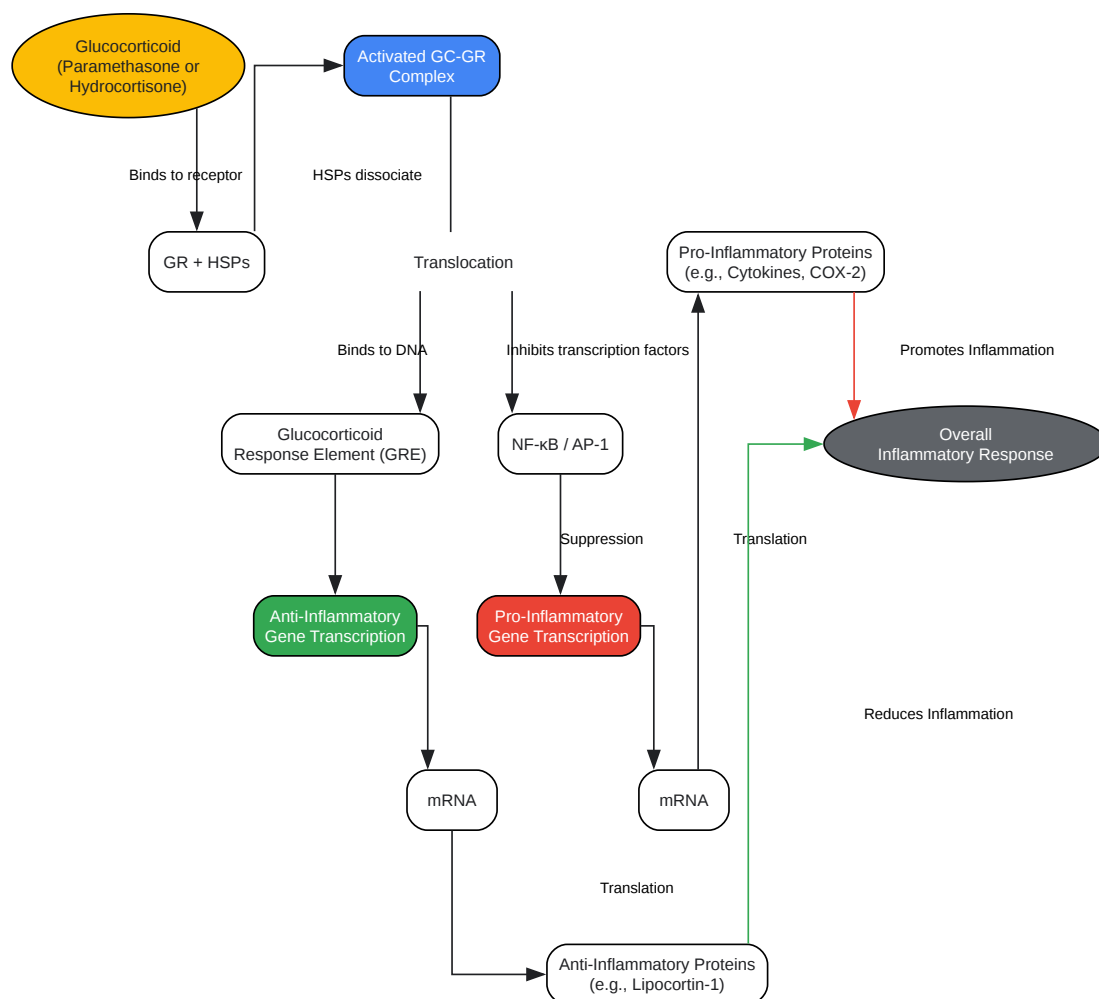 Glucocorticoid
(Paramethasone or
Hydrocortisone)
Activated GC-GR
Complex
Binds to receptor
HSPs dissociate
GR + HSPs
Translocation
Pro-Inflammatory Proteins
(e.g., Cytokines, COX-2)
Binds to DNA
Inhibits transcription factors
Promotes Inflammation
Glucocorticoid
Response Element (GRE)
NF-κB / AP-1
Overall
Inflammatory Response
Suppression
Translation
Anti-Inflammatory
Gene Transcription
Pro-Inflammatory
Gene Transcription
Reduces Inflammation
mRNA
mRNA
Translation
Anti-Inflammatory Proteins
(e.g., Lipocortin-1)